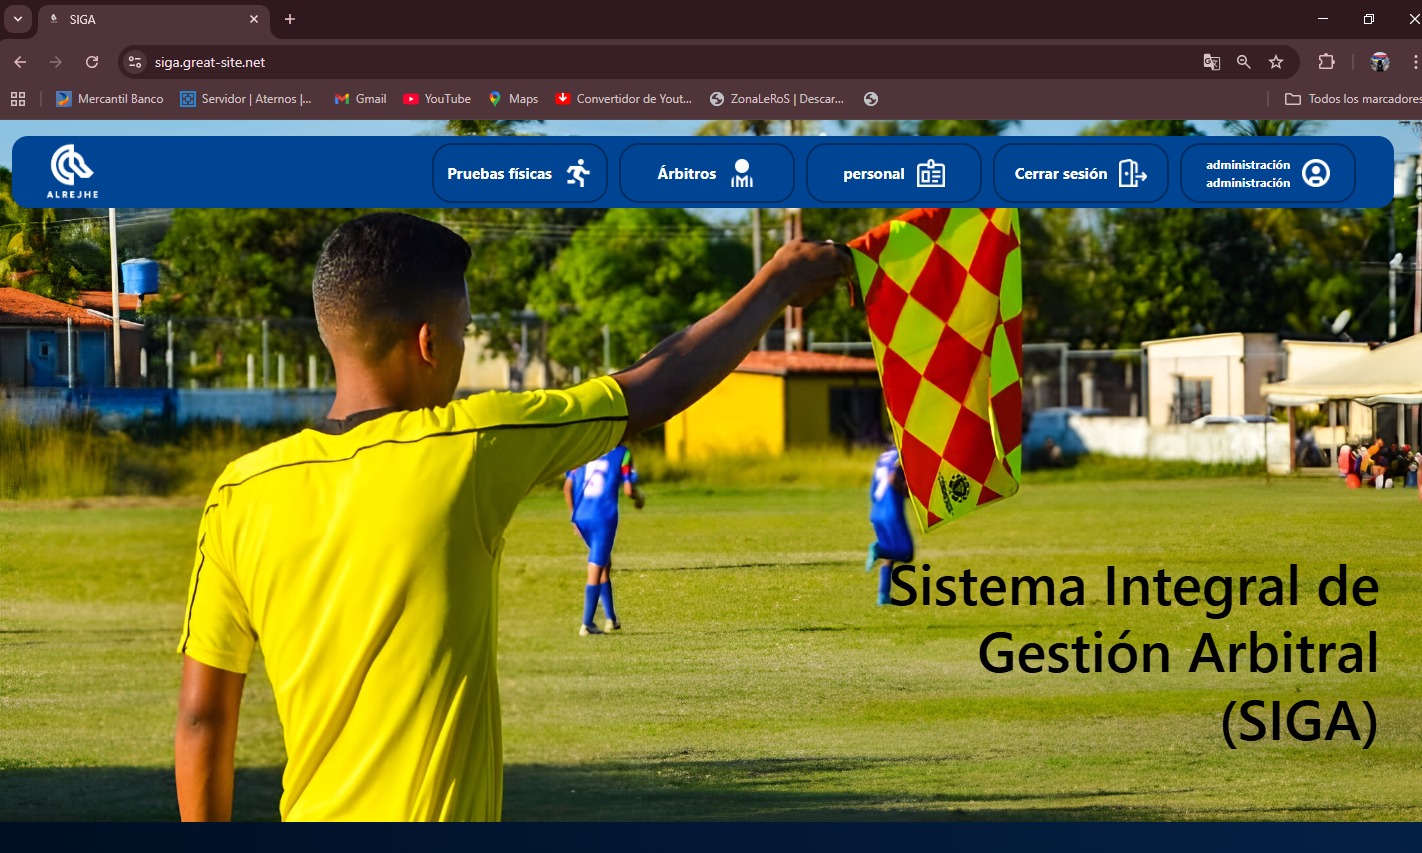 SIGA
siga.great-site.net
Mercantil Banco
Servidor | Aternos |...
Gmail
YouTube
Maps
Convertidor de Yout...
ZonaLeRoS | Descar...
Todos los marcadores
ALREJHE
Pruebas físicas
Árbitros
personal
Cerrar sesión
administración
administración
Sistema Integral de
Gestión Arbitral
(SIGA)